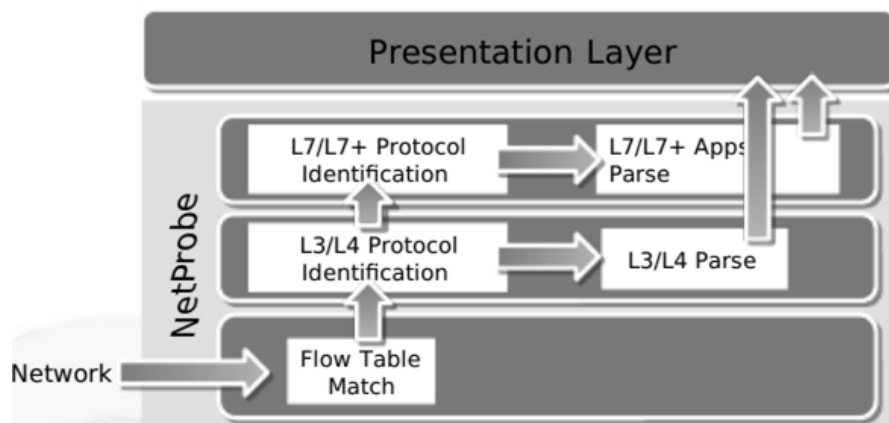 Presentation Layer
L7/L7+ Protocol
Identification
L7/L7+ Apps
Parse
NetProbe
L3/L4 Protocol
Identification
L3/L4 Parse
Network
Flow Table
Match